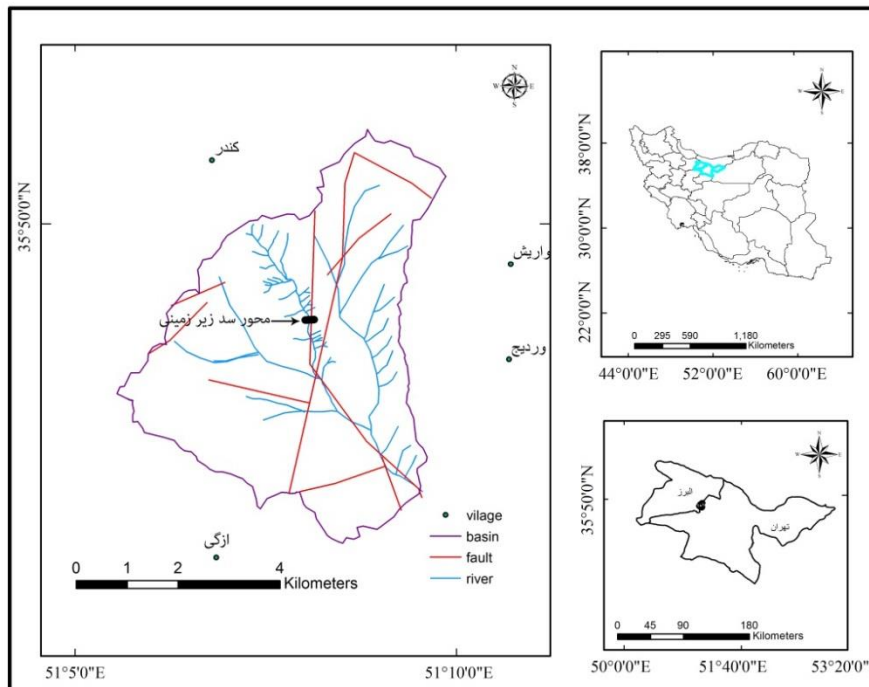 N
W E
S
کندر
35°50'0"N
واریش
محور سد زیر زمینی
وردیج
ازگی
vilage
basin
fault
river
0 1 2 4
Kilometers
51°5'0"E 51°10'0"E
N
W E
S
38°0'0"N
30°0'0"N
22°0'0"N
0 295 590 1,180
Kilometers
44°0'0"E 52°0'0"E 60°0'0"E
N
W E
S
35°50'0"N
البرز
تهران
0 45 90 180
Kilometers
50°0'0"E 51°40'0"E 53°20'0"E